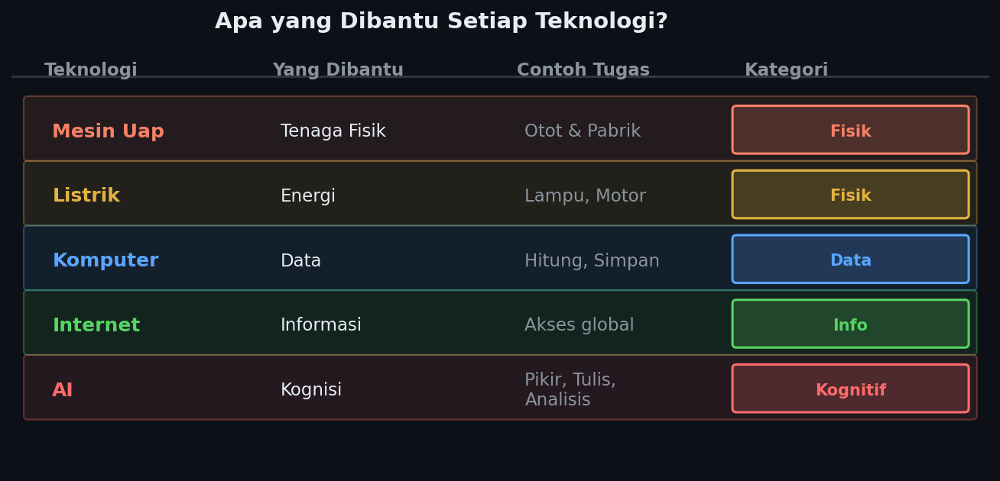 Apa yang Dibantu Setiap Teknologi?
Teknologi Yang Dibantu Contoh Tugas Kategori
Mesin Uap Tenaga Fisik Otot & Pabrik Fisik
Listrik Energi Lampu, Motor Fisik
Komputer Data Hitung, Simpan Data
Internet Informasi Akses global Info
AI Kognisi Pikir, Tulis, Kognitif
Analisis